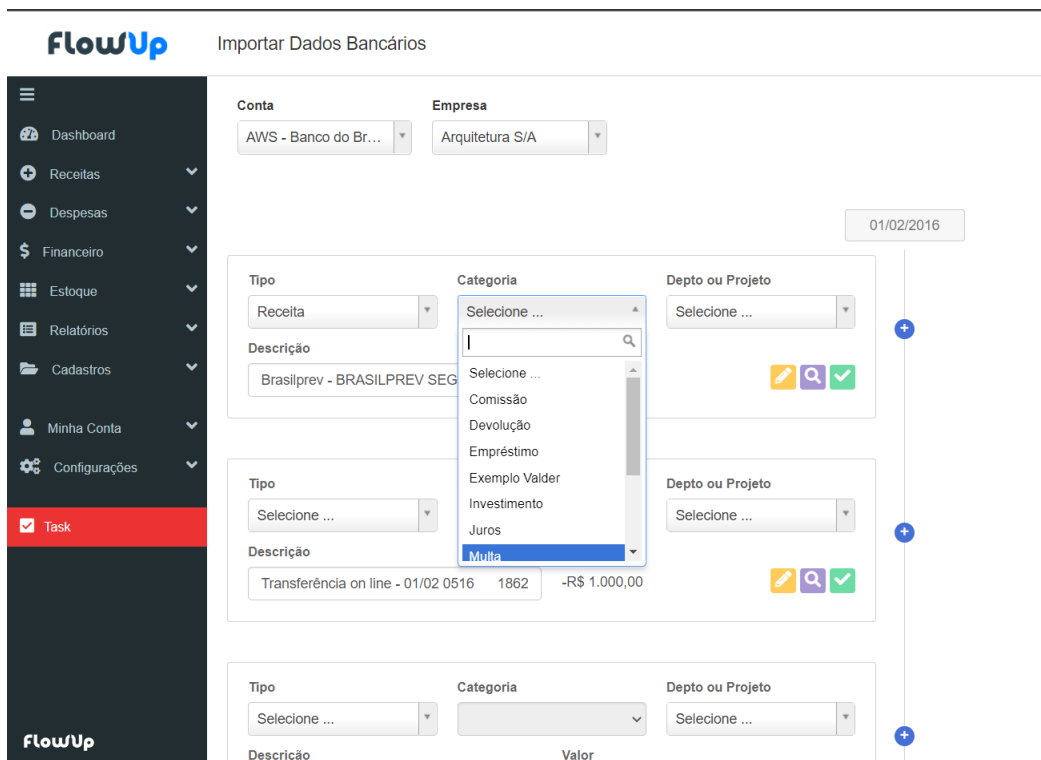 FlowUp
Importar Dados Bancários
Dashboard
Receitas
Despesas
$ Financeiro
Estoque
Relatórios
Cadastros
Minha Conta
Configurações
Task
FlowUp
Conta Empresa
AWS - Banco do Br... Arquitetura S/A
01/02/2016
Tipo Categoria Depto ou Projeto
Receita Selecione ... Selecione ...
Descrição
Brasilprev - BRASILPREV SEG
Selecione ...
Comissão
Devolução
Empréstimo
Exemplo Valder
Investimento
Juros
Multa
Tipo Depto ou Projeto
Selecione ... Selecione ...
Descrição
Transferência on line - 01/02 0516 1862 -R$ 1.000,00
Tipo Categoria Depto ou Projeto
Selecione ... Selecione ...
Descrição Valor